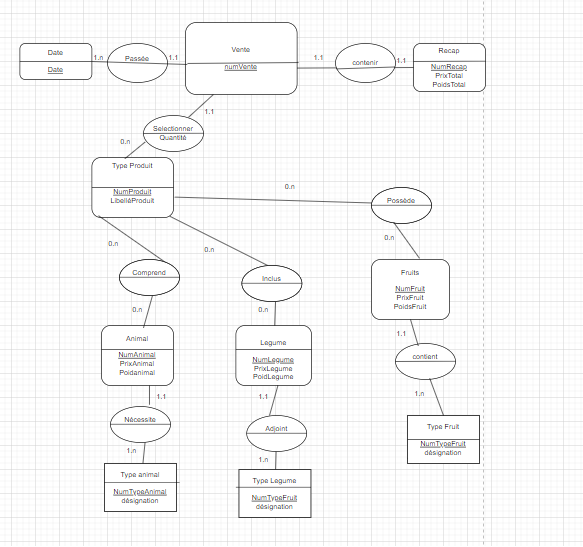 Date
Date
1.n
Passée
1.1
Vente
numVente
1.1
contenir
1.1
Recap
NumRecap
PrixTotal
PoidsTotal
1.1
Selectionner
Quantité
0.n
Type Produit
NumProduit
LibelléProduit
0.n
Possède
0.n
0.n
Comprend
0.n
0.n
Inclus
0.n
Fruits
NumFruit
PrixFruit
PoidsFruit
Animal
NumAnimal
PrixAnimal
Poidanimal
Legume
NumLegume
PrixLegume
PoidLegume
1.1
contient
1.n
1.1
Nécessite
1.n
1.1
Adjoint
1.n
Type Fruit
NumTypeFruit
désignation
Type animal
NumTypeAnimal
désignation
Type Legume
NumTypeFruit
désignation